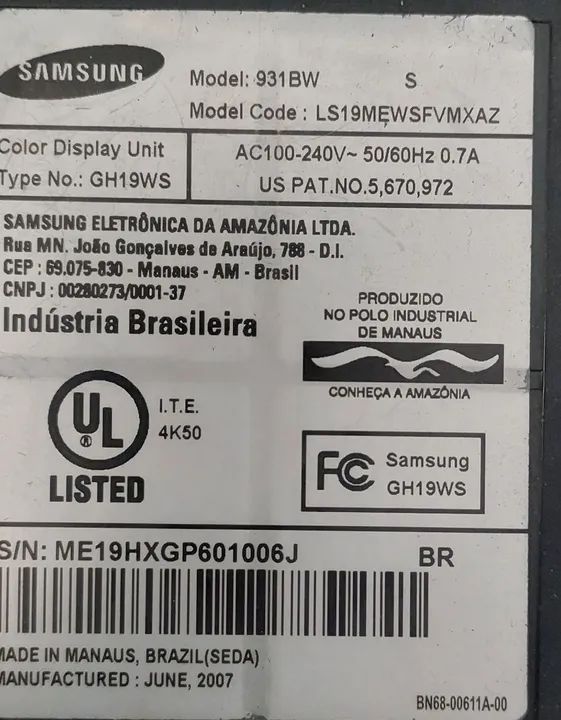 SAMSUNG
Model: 931BW S
Model Code : LS19MEWSFVMXAZ
Color Display Unit
Type No.: GH19WS
AC100-240V~ 50/60Hz 0.7A
US PAT.NO.5,670,972
SAMSUNG ELETRÔNICA DA AMAZÔNIA LTDA.
Rua MN. João Gonçalves de Araújo, 788 - D.I.
CEP : 69.075-830 - Manaus - AM - Brasil
CNPJ : 00280273/0001-37
Indústria Brasileira
PRODUZIDO
NO POLO INDUSTRIAL
DE MANAUS
CONHEÇA A AMAZÔNIA
UL ®
LISTED
I.T.E.
4K50
FC Samsung
GH19WS
S/N: ME19HXGP601006J BR
MADE IN MANAUS, BRAZIL(SEDA)
MANUFACTURED : JUNE, 2007
BN68-00611A-00